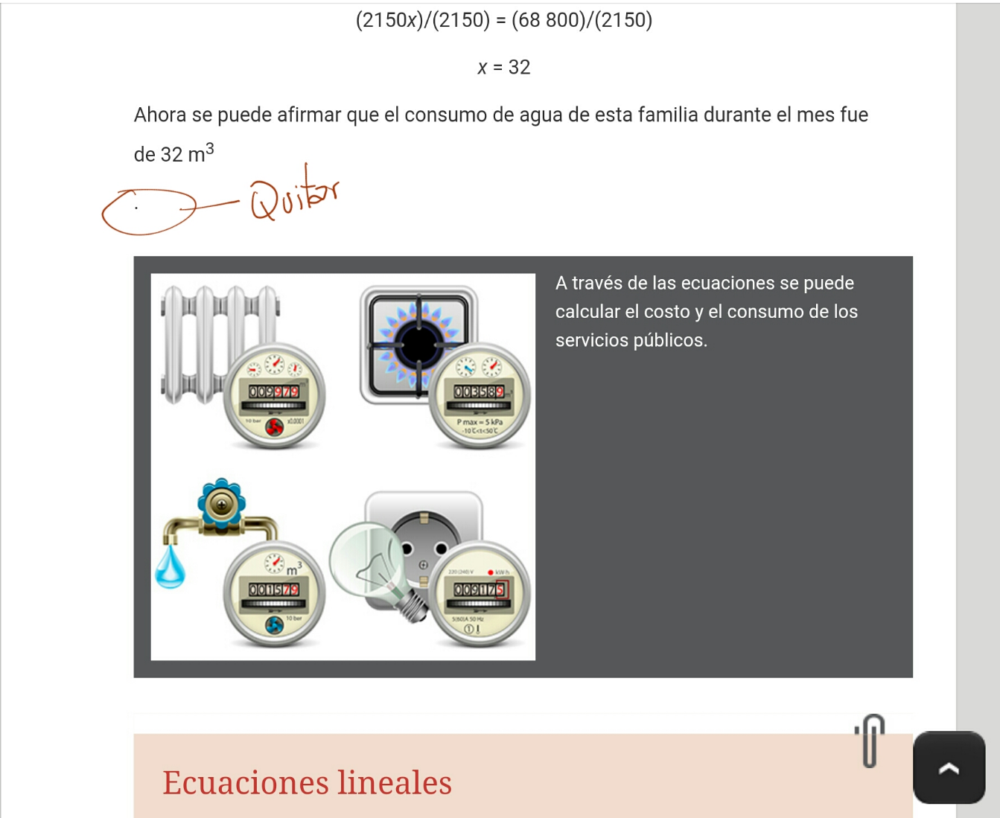 (2150x)/(2150) = (68 800)/(2150)
x = 32
Ahora se puede afirmar que el consumo de agua de esta familia durante el mes fue
de 32 m³
.
Quitar
A través de las ecuaciones se puede
calcular el costo y el consumo de los
servicios públicos.
009979
10 bar
x0.0001
003589
P max = 5 kPa
-10°C<t<50°C
m³
001579
10 bar
220(240)V
kW h
009175
5(60)A 50 Hz
Ecuaciones lineales